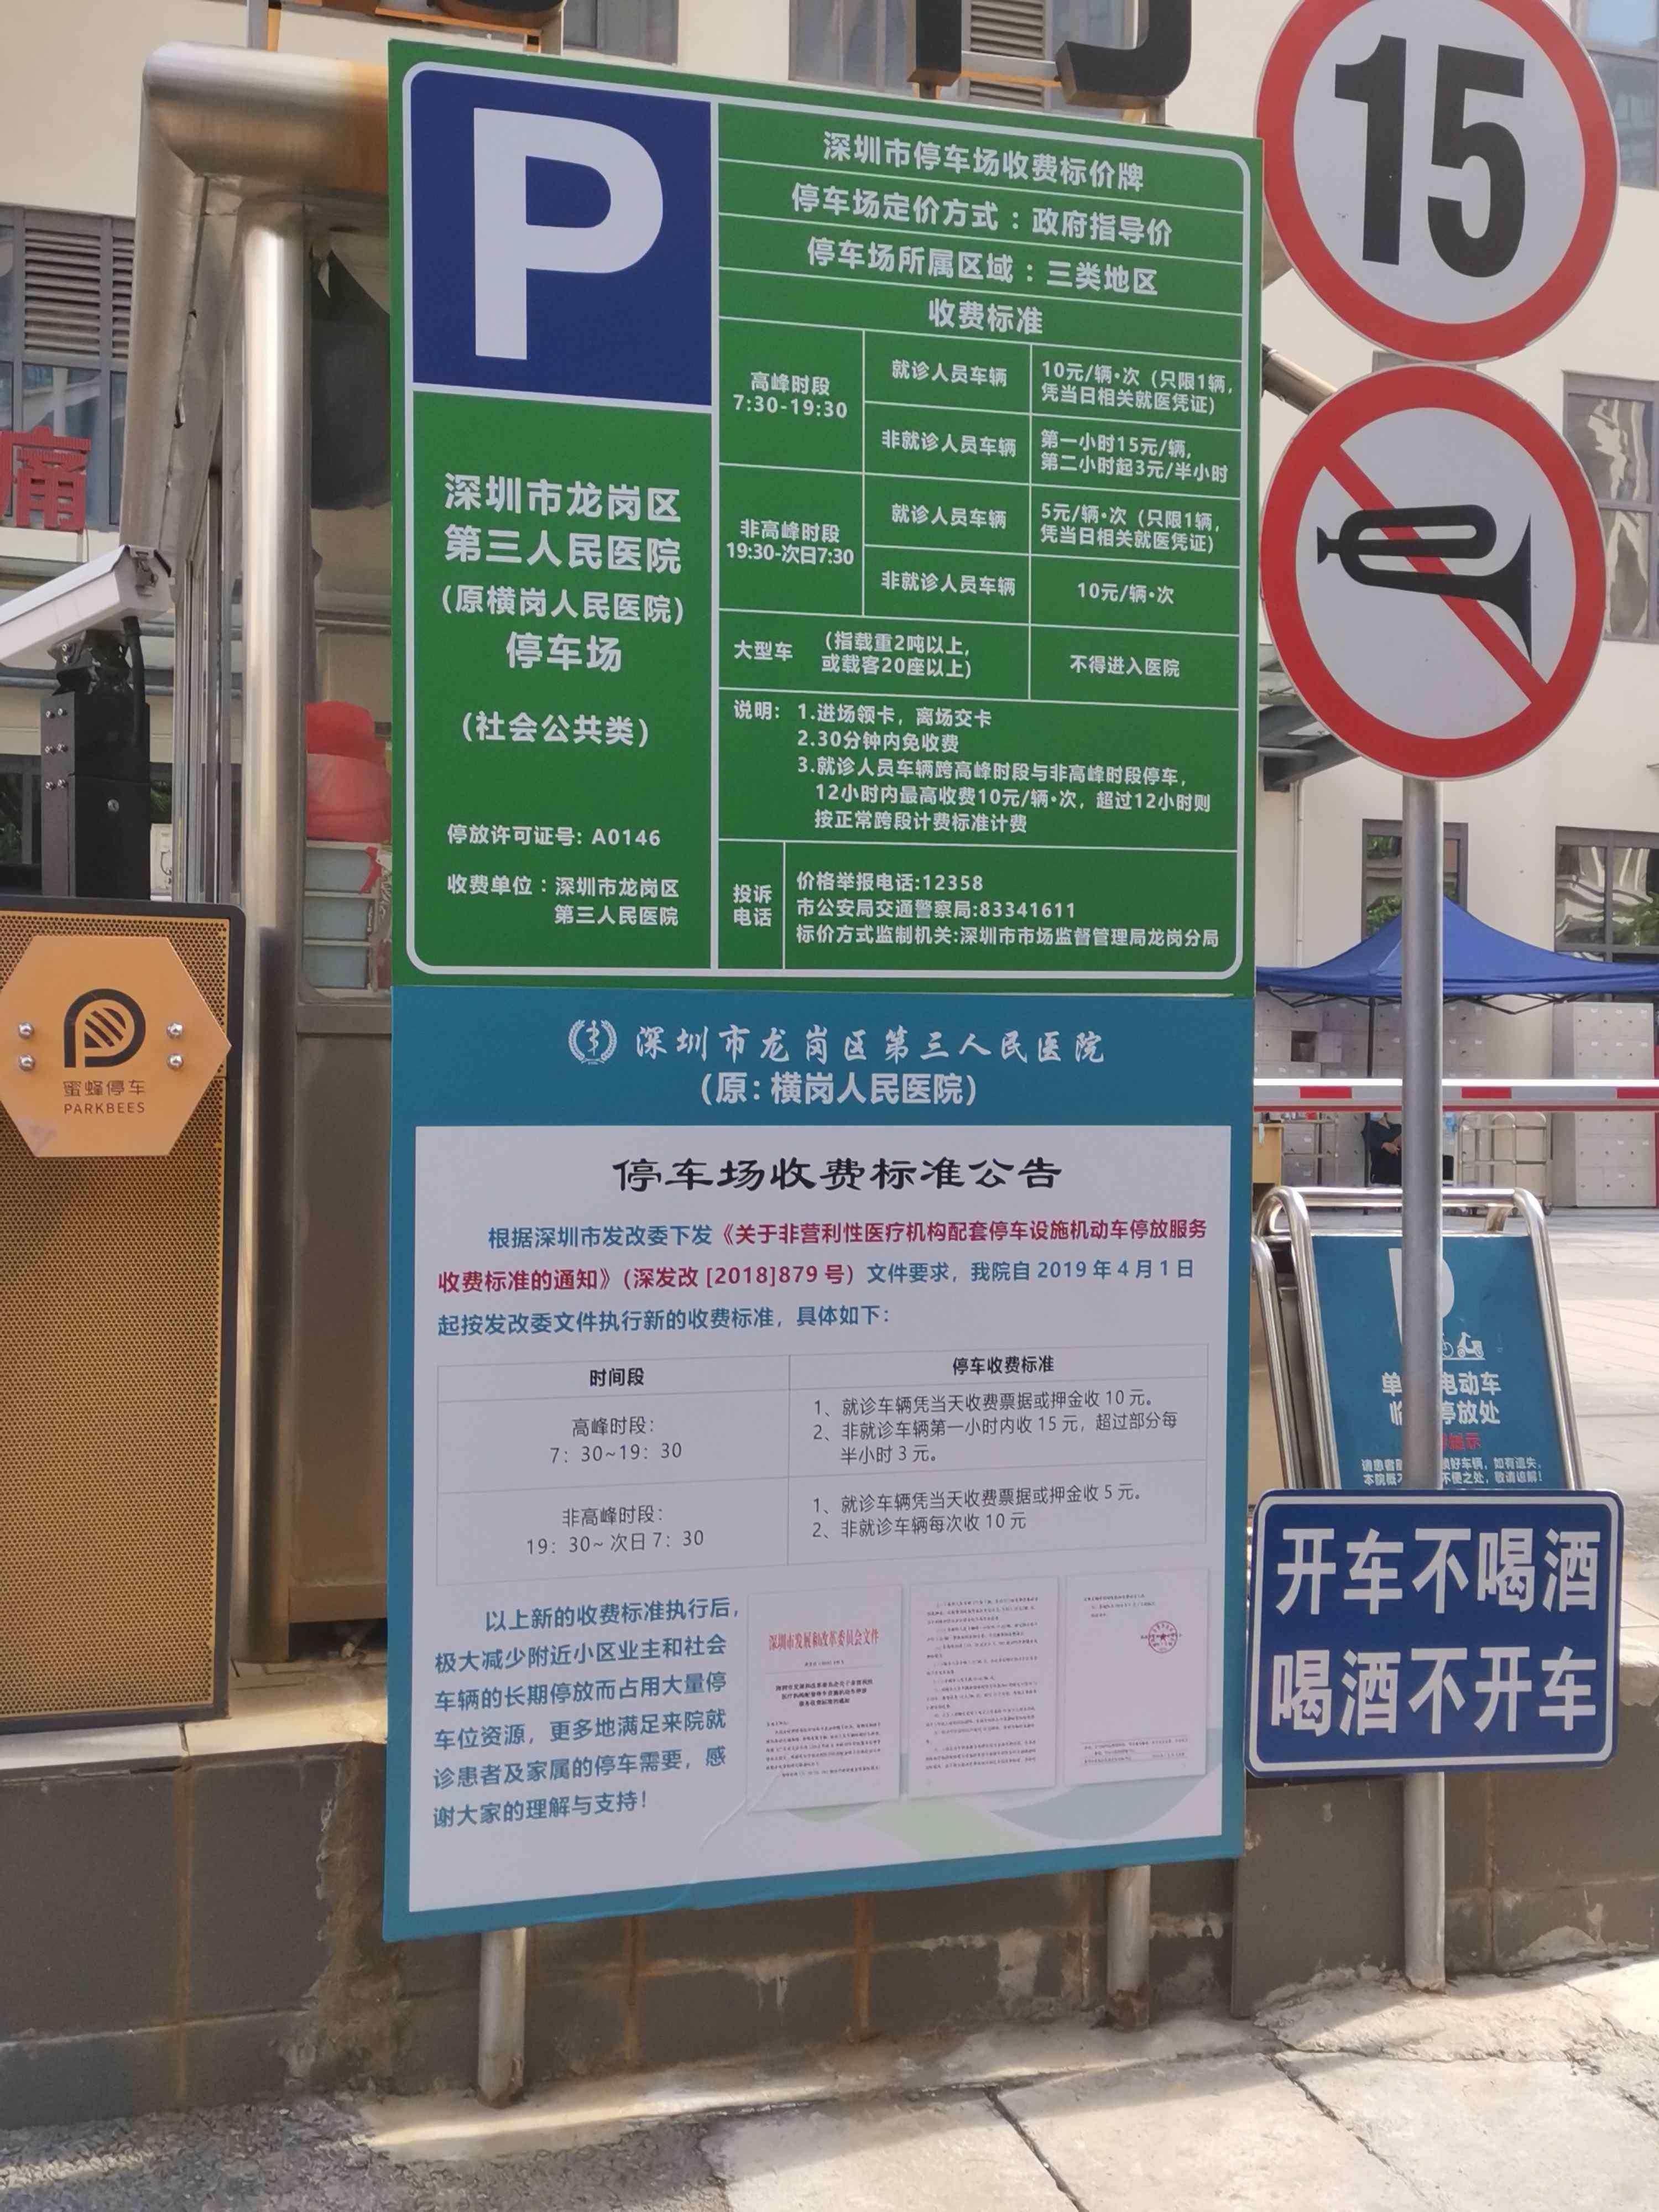 深圳市停车场收费标价牌
停车场定价方式：政府指导价
停车场所属区域：三类地区
收费标准
高峰时段
7:30-19:30
就诊人员车辆
10元/辆·次（只限1辆，
凭当日相关就医凭证）
非就诊人员车辆
第一小时15元/辆，
第二小时起3元/半小时
非高峰时段
19:30-次日7:30
就诊人员车辆
5元/辆·次（只限1辆，
凭当日相关就医凭证）
非就诊人员车辆
10元/辆·次
大型车
（指载重2吨以上，
或载客20座以上）
不得进入医院
说明：1.进场领卡，离场交卡
2.30分钟内免收费
3.就诊人员车辆跨高峰时段与非高峰时段停车，
12小时内最高收费10元/辆·次，超过12小时则
按正常跨段计费标准计费
投诉
电话
价格举报电话:12358
市公安局交通警察局:83341611
标价方式监制机关:深圳市市场监督管理局龙岗分局
P
深圳市龙岗区
第三人民医院
（原横岗人民医院）
停车场
（社会公共类）
停放许可证号: A0146
收费单位：深圳市龙岗区
第三人民医院
深圳市龙岗区第三人民医院
（原：横岗人民医院）
停车场收费标准公告
根据深圳市发改委下发《关于非营利性医疗机构配套停车设施机动车停放服务
收费标准的通知》（深发改 [2018]879 号）文件要求，我院自 2019 年 4 月 1 日
起按发改委文件执行新的收费标准，具体如下：
时间段
停车收费标准
高峰时段：
7：30~19：30
1、就诊车辆凭当天收费票据或押金收 10 元。
2、非就诊车辆第一小时内收 15 元，超过部分每
半小时 3 元。
非高峰时段：
19：30~ 次日 7：30
1、就诊车辆凭当天收费票据或押金收 5 元。
2、非就诊车辆每次收 10 元
以上新的收费标准执行后，
极大减少附近小区业主和社会
车辆的长期停放而占用大量停
车位资源，更多地满足来院就
诊患者及家属的停车需要，感
谢大家的理解与支持！
深圳市发展和改革委员会文件
15
开车不喝酒
喝酒不开车
蜜蜂停车
PARKBEES
痛
单
电动车
停放处